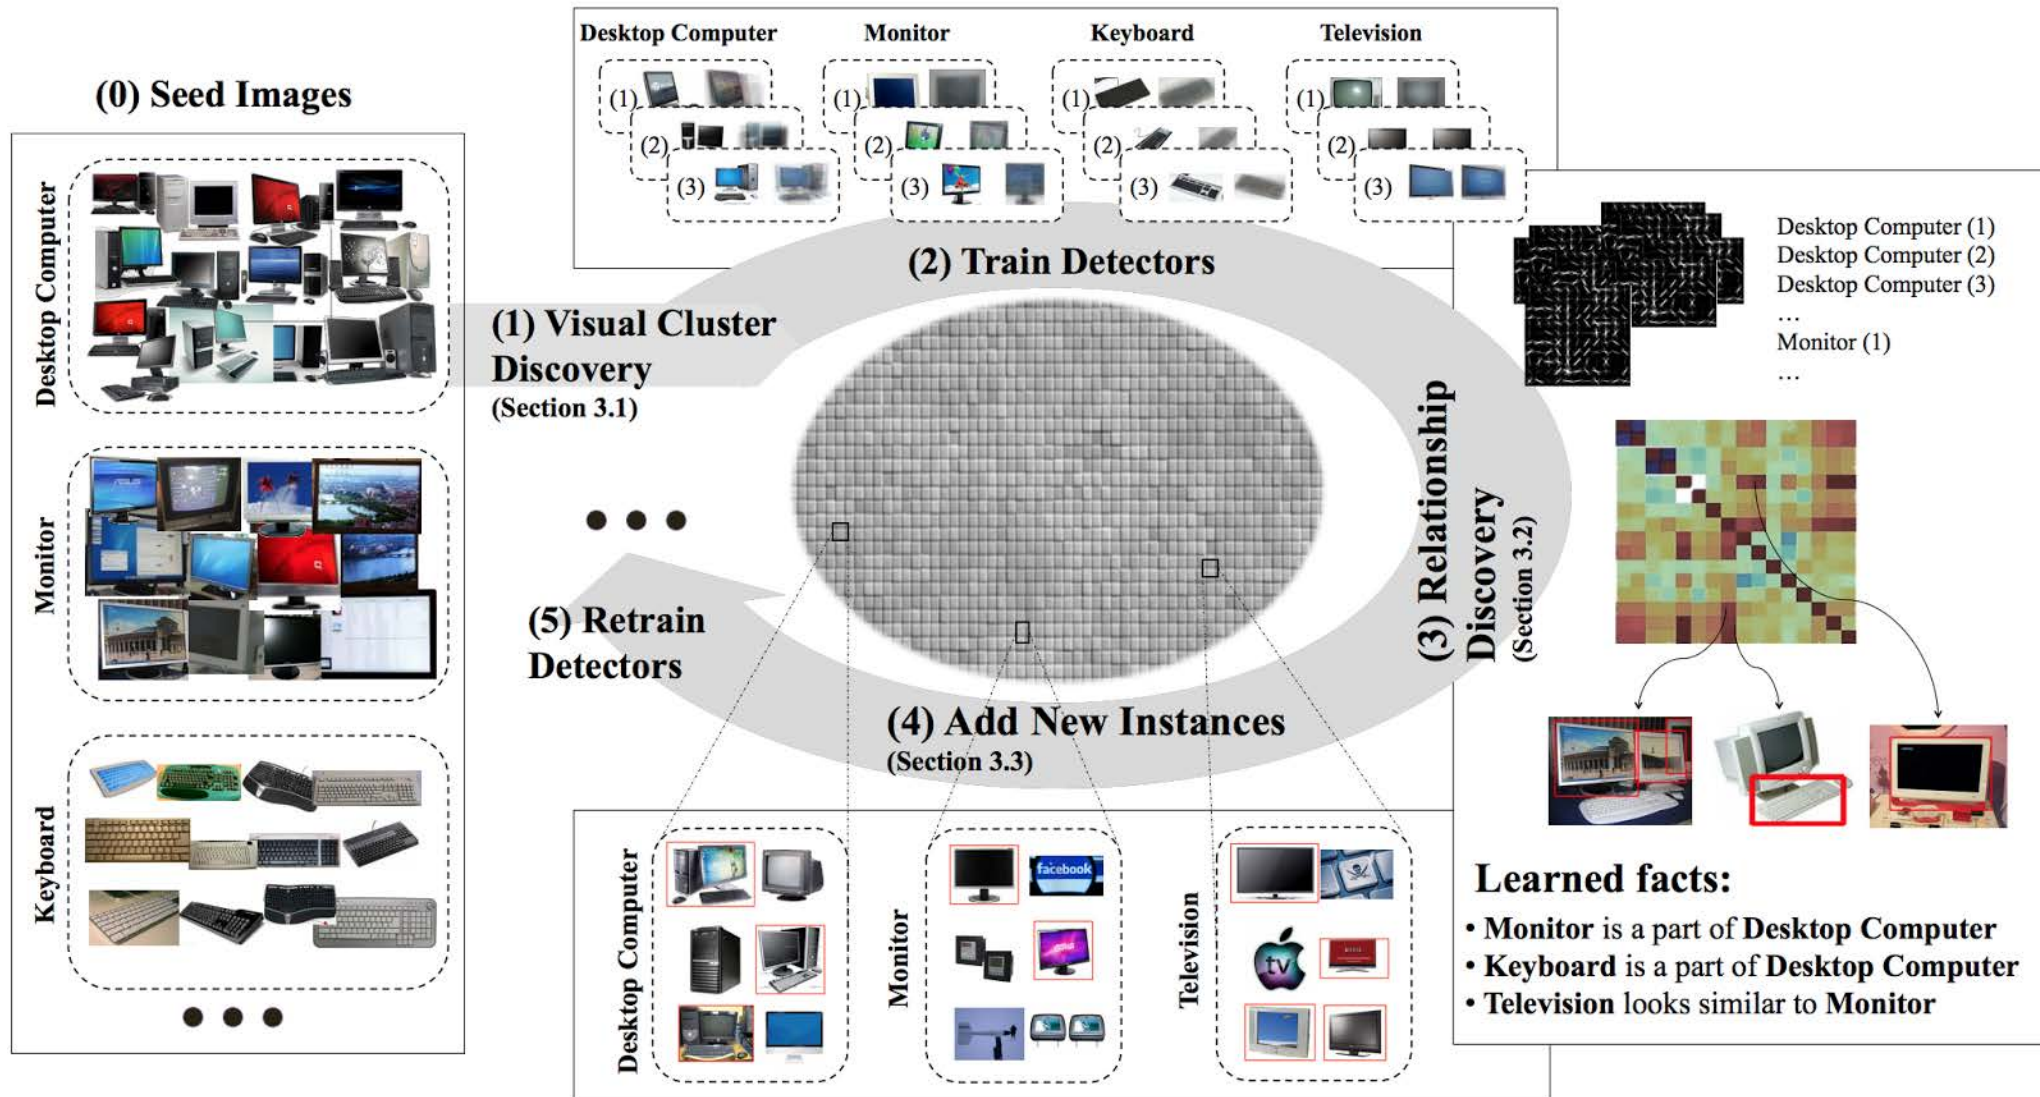 (0) Seed Images
Desktop Computer
Monitor
Keyboard
Desktop Computer
Monitor
Keyboard
Television
(1)
(2)
(3)
(1)
(2)
(3)
(1)
(2)
(3)
(1)
(2)
(3)
(1) Visual Cluster
Discovery
(Section 3.1)
(2) Train Detectors
(3) Relationship
Discovery
(Section 3.2)
Desktop Computer (1)
Desktop Computer (2)
Desktop Computer (3)
...
Monitor (1)
...
(4) Add New Instances
(Section 3.3)
(5) Retrain
Detectors
Desktop Computer
Monitor
facebook
Television
tv
Learned facts:
• Monitor is a part of Desktop Computer
• Keyboard is a part of Desktop Computer
• Television looks similar to Monitor